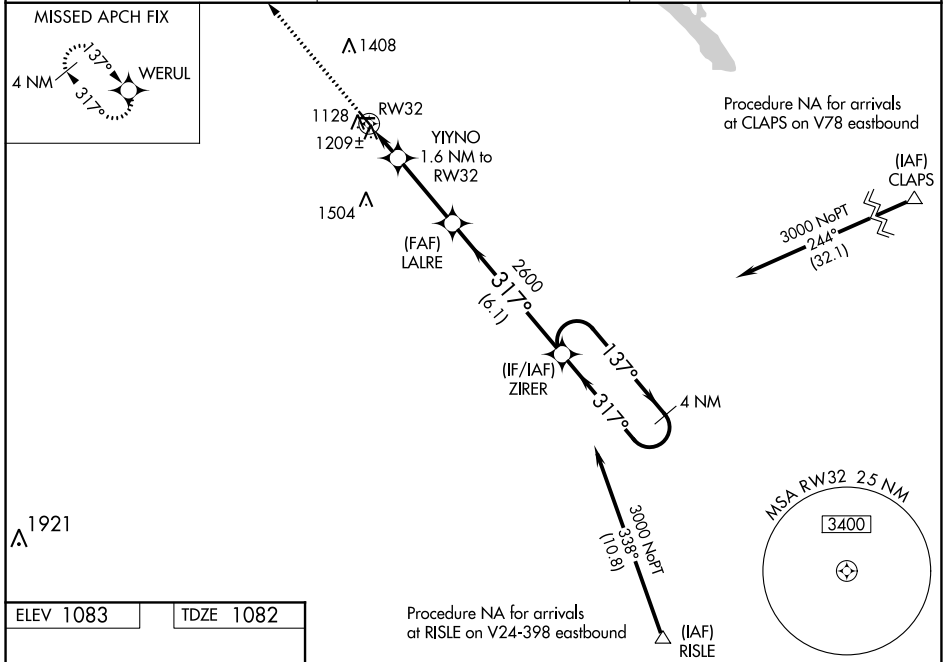 MISSED APCH FIX
137°
WERUL
4 NM
317°
1408
1128
RW32
1209±
YIYNO
1.6 NM to
RW32
1504
(FAF)
LALRE
2600
317°
(6.1)
Procedure NA for arrivals
at CLAPS on V78 eastbound
(IAF)
CLAPS
3000 NoPT
244°
(32.1)
137°
(IF/IAF)
ZIRER
317°
4 NM
3000 NoPT
338°
(10.8)
MSA RW32 25 NM
3400
1921
ELEV 1083
TDZE 1082
Procedure NA for arrivals
at RISLE on V24-398 eastbound
(IAF)
RISLE